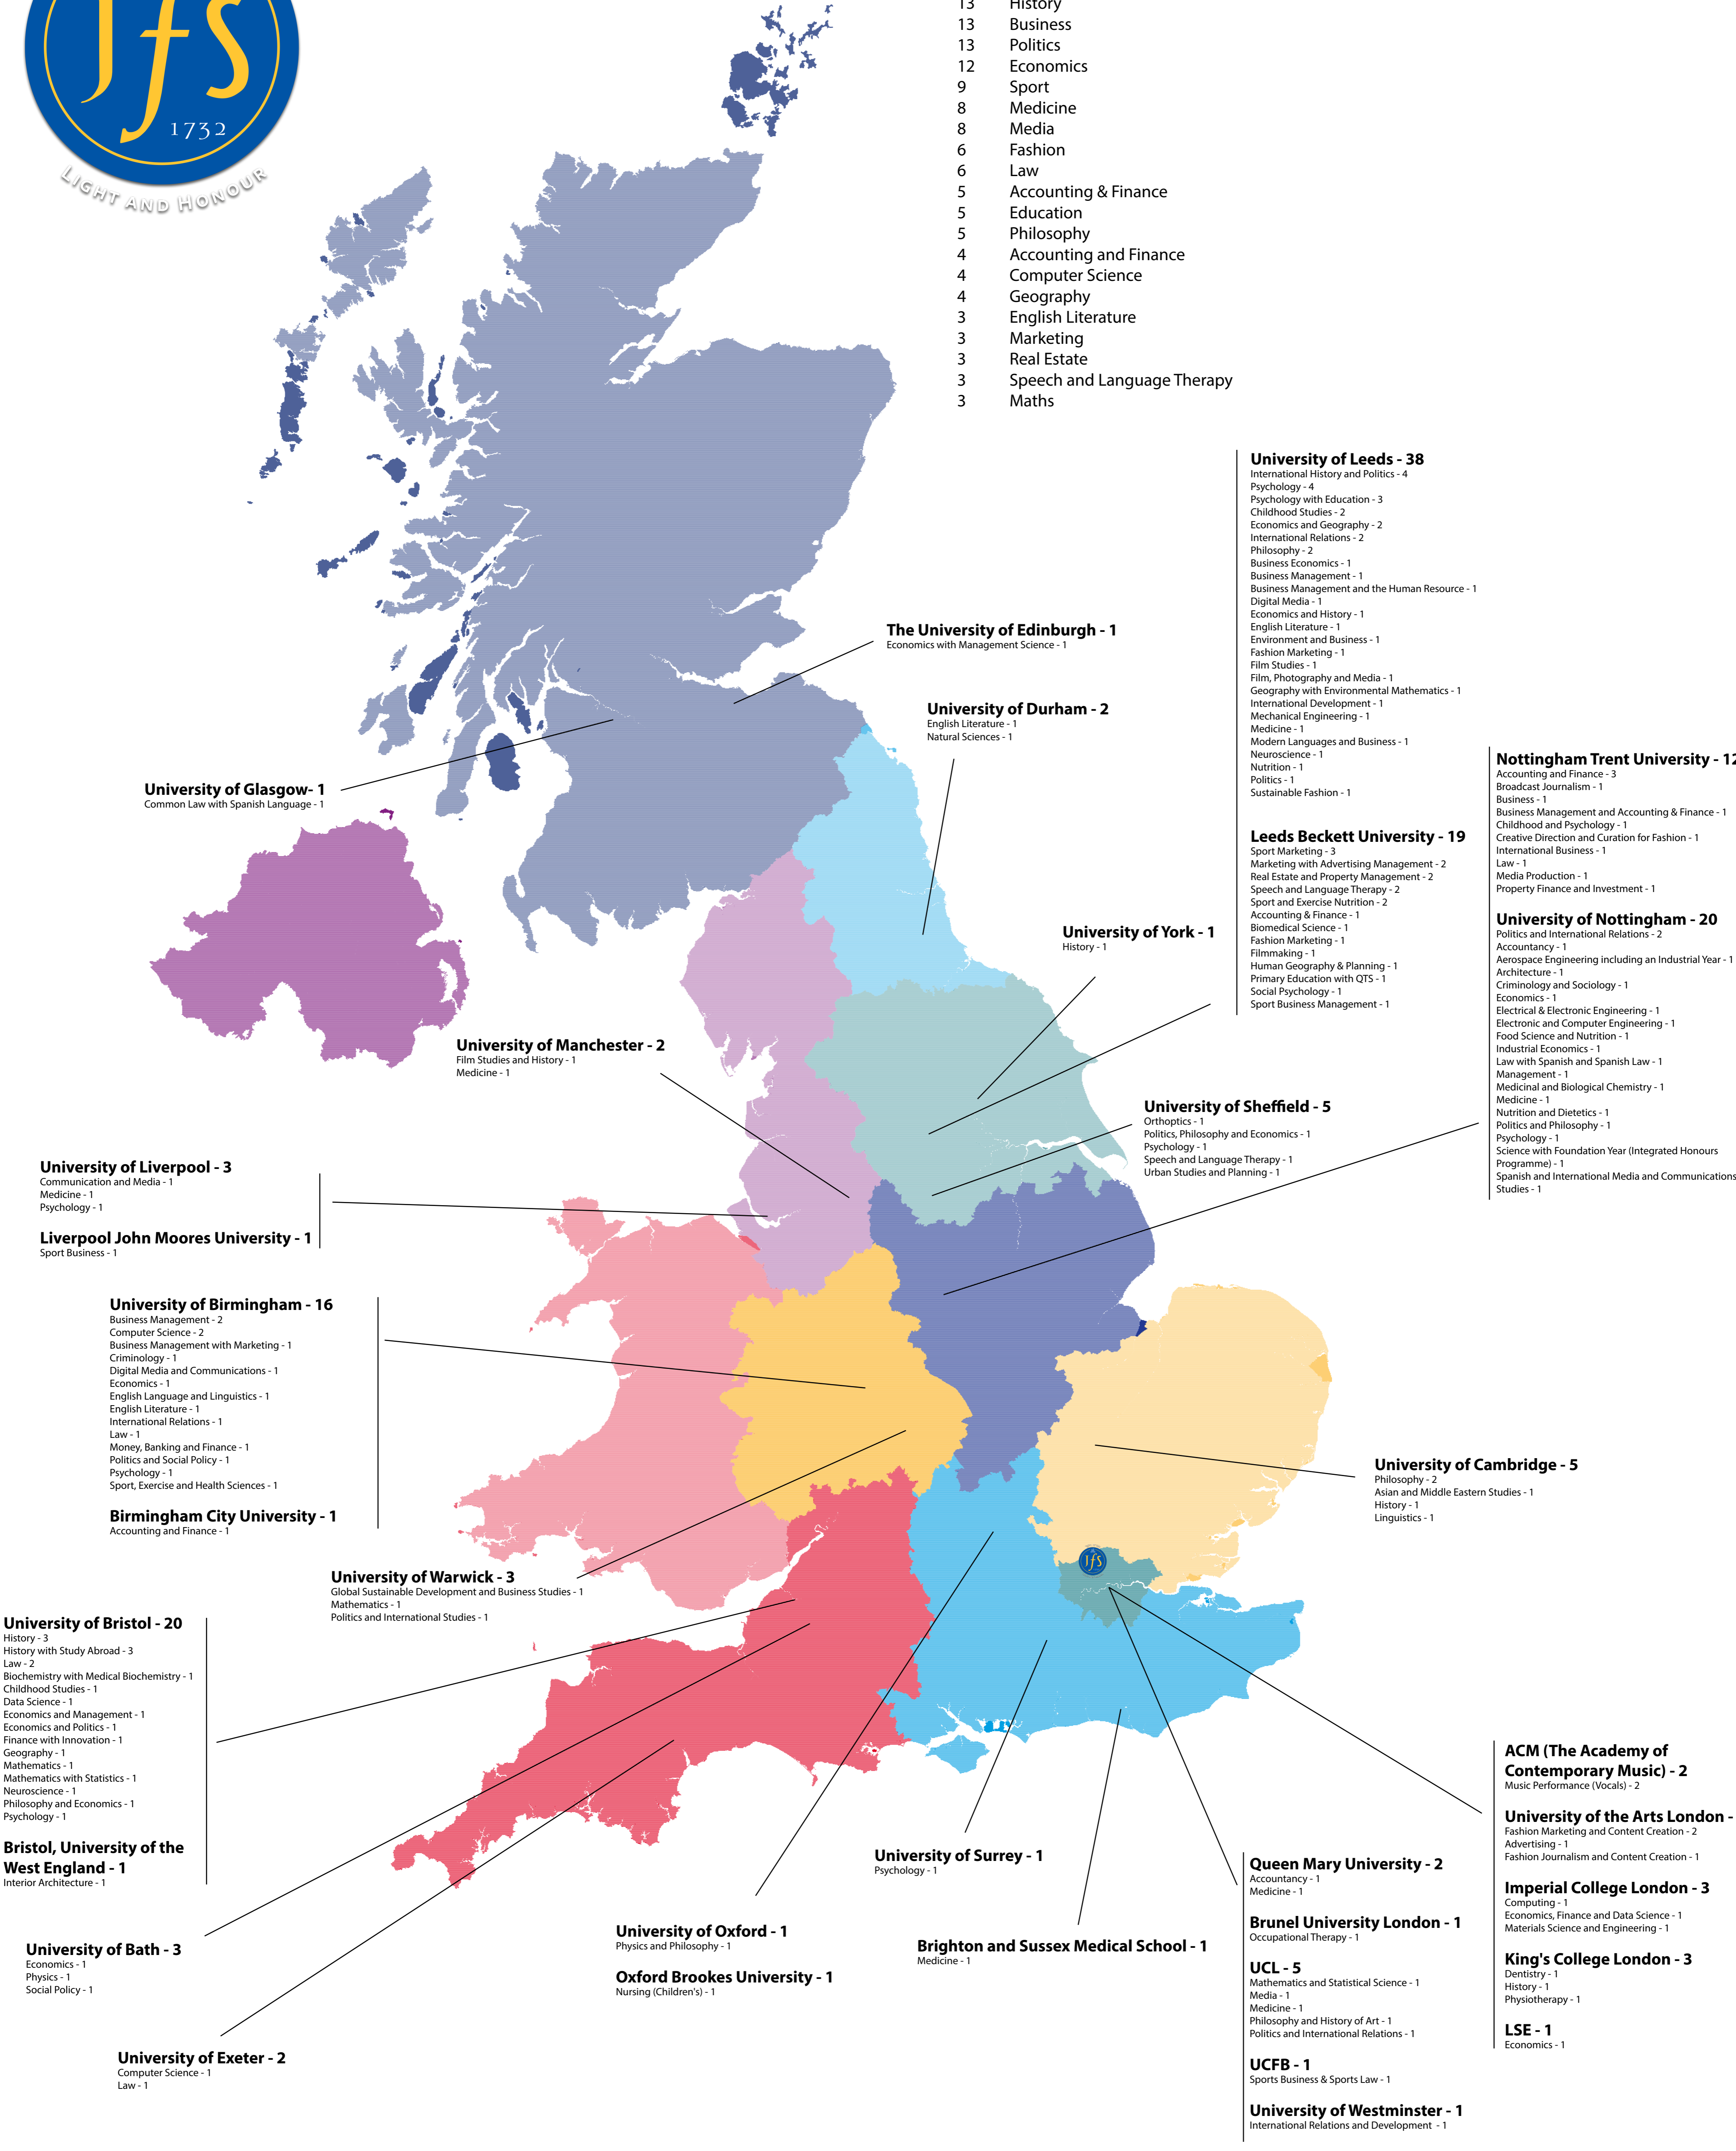 JfS
1732
LIGHT AND HONOUR
13 History
13 Business
13 Politics
12 Economics
9 Sport
8 Medicine
8 Media
6 Fashion
6 Law
5 Accounting & Finance
5 Education
5 Philosophy
4 Accounting and Finance
4 Computer Science
4 Geography
3 English Literature
3 Marketing
3 Real Estate
3 Speech and Language Therapy
3 Maths
University of Leeds - 38
International History and Politics - 4
Psychology - 4
Psychology with Education - 3
Childhood Studies - 2
Economics and Geography - 2
International Relations - 2
Philosophy - 2
Business Economics - 1
Business Management - 1
Business Management and the Human Resource - 1
Digital Media - 1
Economics and History - 1
English Literature - 1
Environment and Business - 1
Fashion Marketing - 1
Film Studies - 1
Film, Photography and Media - 1
Geography with Environmental Mathematics - 1
International Development - 1
Mechanical Engineering - 1
Medicine - 1
Modern Languages and Business - 1
Neuroscience - 1
Nutrition - 1
Politics - 1
Sustainable Fashion - 1
Leeds Beckett University - 19
Sport Marketing - 3
Marketing with Advertising Management - 2
Real Estate and Property Management - 2
Speech and Language Therapy - 2
Sport and Exercise Nutrition - 2
Accounting & Finance - 1
Biomedical Science - 1
Fashion Marketing - 1
Filmmaking - 1
Human Geography & Planning - 1
Primary Education with QTS - 1
Social Psychology - 1
Sport Business Management - 1
Nottingham Trent University - 12
Accounting and Finance - 3
Broadcast Journalism - 1
Business - 1
Business Management and Accounting & Finance - 1
Childhood and Psychology - 1
Creative Direction and Curation for Fashion - 1
International Business - 1
Law - 1
Media Production - 1
Property Finance and Investment - 1
University of Nottingham - 20
Politics and International Relations - 2
Accountancy - 1
Aerospace Engineering including an Industrial Year - 1
Architecture - 1
Criminology and Sociology - 1
Economics - 1
Electrical & Electronic Engineering - 1
Electronic and Computer Engineering - 1
Food Science and Nutrition - 1
Industrial Economics - 1
Law with Spanish and Spanish Law - 1
Management - 1
Medicinal and Biological Chemistry - 1
Medicine - 1
Nutrition and Dietetics - 1
Politics and Philosophy - 1
Psychology - 1
Science with Foundation Year (Integrated Honours
Programme) - 1
Spanish and International Media and Communications
Studies - 1
The University of Edinburgh - 1
Economics with Management Science - 1
University of Durham - 2
English Literature - 1
Natural Sciences - 1
University of Glasgow- 1
Common Law with Spanish Language - 1
University of York - 1
History - 1
University of Manchester - 2
Film Studies and History - 1
Medicine - 1
University of Sheffield - 5
Orthoptics - 1
Politics, Philosophy and Economics - 1
Psychology - 1
Speech and Language Therapy - 1
Urban Studies and Planning - 1
University of Liverpool - 3
Communication and Media - 1
Medicine - 1
Psychology - 1
Liverpool John Moores University - 1
Sport Business - 1
University of Birmingham - 16
Business Management - 2
Computer Science - 2
Business Management with Marketing - 1
Criminology - 1
Digital Media and Communications - 1
Economics - 1
English Language and Linguistics - 1
English Literature - 1
International Relations - 1
Law - 1
Money, Banking and Finance - 1
Politics and Social Policy - 1
Psychology - 1
Sport, Exercise and Health Sciences - 1
Birmingham City University - 1
Accounting and Finance - 1
University of Cambridge - 5
Philosophy - 2
Asian and Middle Eastern Studies - 1
History - 1
Linguistics - 1
JfS
University of Warwick - 3
Global Sustainable Development and Business Studies - 1
Mathematics - 1
Politics and International Studies - 1
University of Bristol - 20
History - 3
History with Study Abroad - 3
Law - 2
Biochemistry with Medical Biochemistry - 1
Childhood Studies - 1
Data Science - 1
Economics and Management - 1
Economics and Politics - 1
Finance with Innovation - 1
Geography - 1
Mathematics - 1
Mathematics with Statistics - 1
Neuroscience - 1
Philosophy and Economics - 1
Psychology - 1
Bristol, University of the
West England - 1
Interior Architecture - 1
University of Bath - 3
Economics - 1
Physics - 1
Social Policy - 1
University of Exeter - 2
Computer Science - 1
Law - 1
University of Oxford - 1
Physics and Philosophy - 1
Oxford Brookes University - 1
Nursing (Children's) - 1
University of Surrey - 1
Psychology - 1
Brighton and Sussex Medical School - 1
Medicine - 1
Queen Mary University - 2
Accountancy - 1
Medicine - 1
Brunel University London - 1
Occupational Therapy - 1
UCL - 5
Mathematics and Statistical Science - 1
Media - 1
Medicine - 1
Philosophy and History of Art - 1
Politics and International Relations - 1
UCFB - 1
Sports Business & Sports Law - 1
University of Westminster - 1
International Relations and Development - 1
ACM (The Academy of
Contemporary Music) - 2
Music Performance (Vocals) - 2
University of the Arts London -
Fashion Marketing and Content Creation - 2
Advertising - 1
Fashion Journalism and Content Creation - 1
Imperial College London - 3
Computing - 1
Economics, Finance and Data Science - 1
Materials Science and Engineering - 1
King's College London - 3
Dentistry - 1
History - 1
Physiotherapy - 1
LSE - 1
Economics - 1